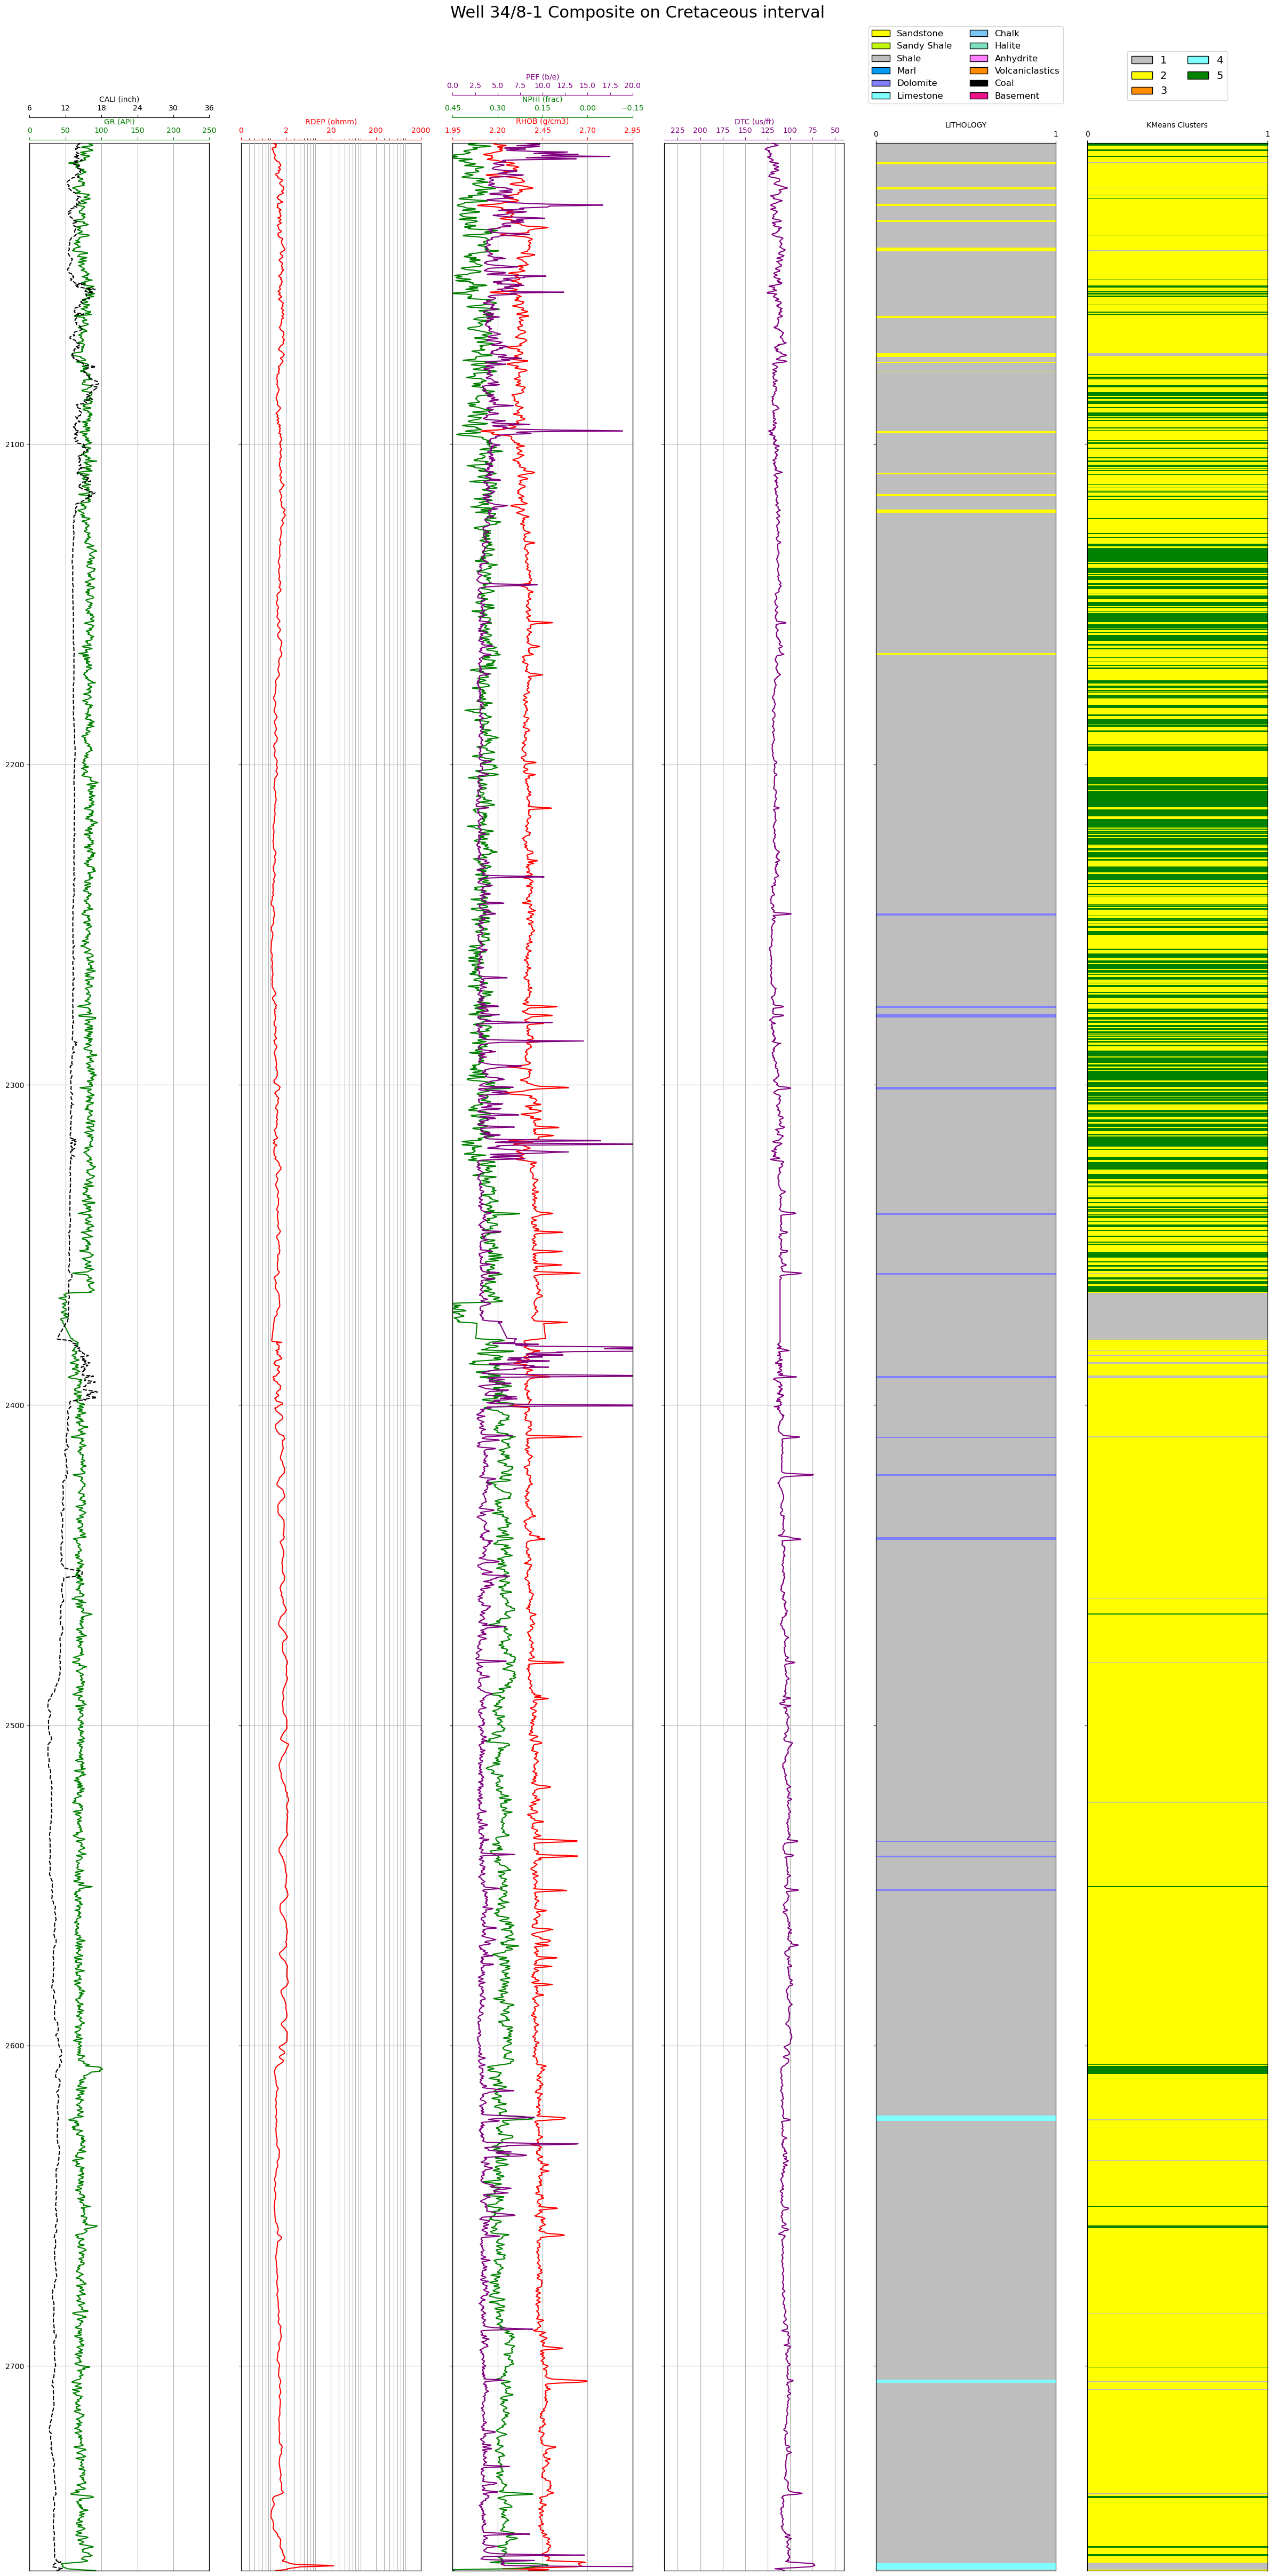 Well 34/8-1 Composite on Cretaceous interval
Sandstone Chalk
Sandy Shale Halite
Shale Anhydrite
Marl Volcaniclastics
Dolomite Coal
Limestone Basement
1 4
2 5
3
PEF (b/e)
0.0 2.5 5.0 7.5 10.0 12.5 15.0 17.5 20.0
CALI (inch) NPHI (frac)
6 12 18 24 30 36 0.45 0.30 0.15 0.00 −0.15
GR (API) RDEP (ohmm) RHOB (g/cm3) DTC (us/ft) LITHOLOGY KMeans Clusters
0 50 100 150 200 250 0 2 20 200 2000 1.95 2.20 2.45 2.70 2.95 225 200 175 150 125 100 75 50 0 1 0 1
2100
2200
2300
2400
2500
2600
2700